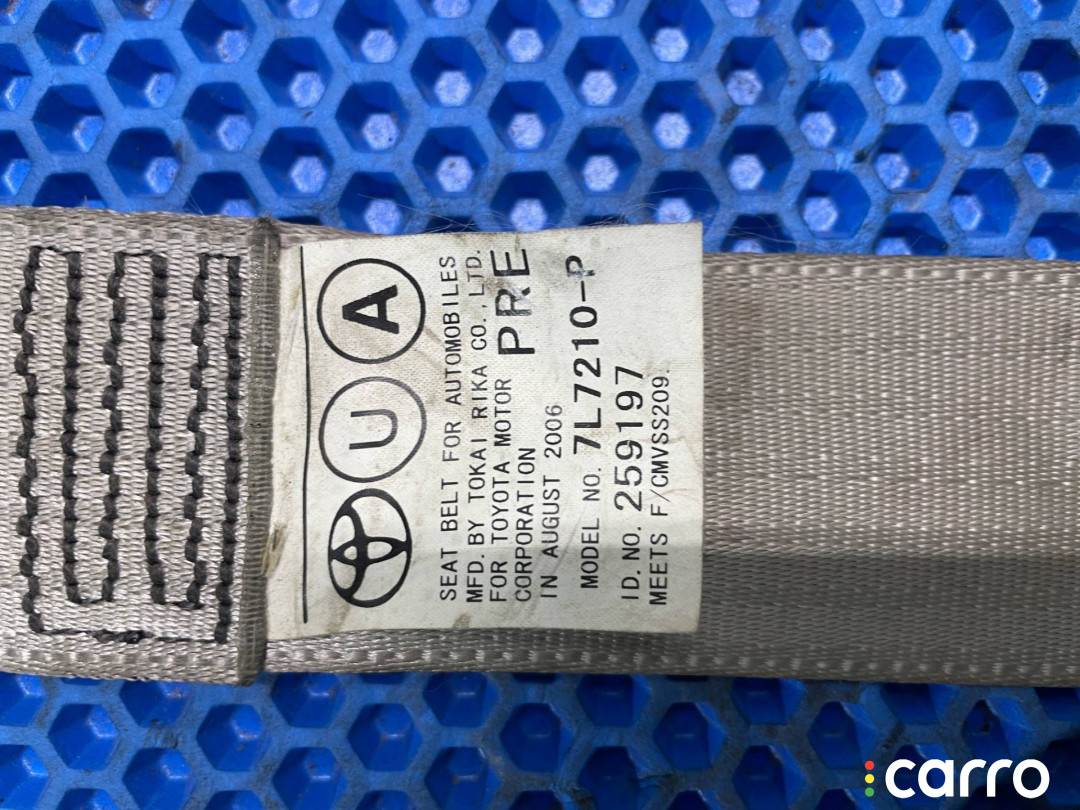 U A
SEAT BELT FOR AUTOMOBILES
MFD. BY TOKAI RIKA CO., LTD.
FOR TOYOTA MOTOR
CORPORATION
PRE
IN AUGUST 2006
MODEL NO. 7L7210-P
ID. NO. 259197
MEETS F/CMVSS209.
carro